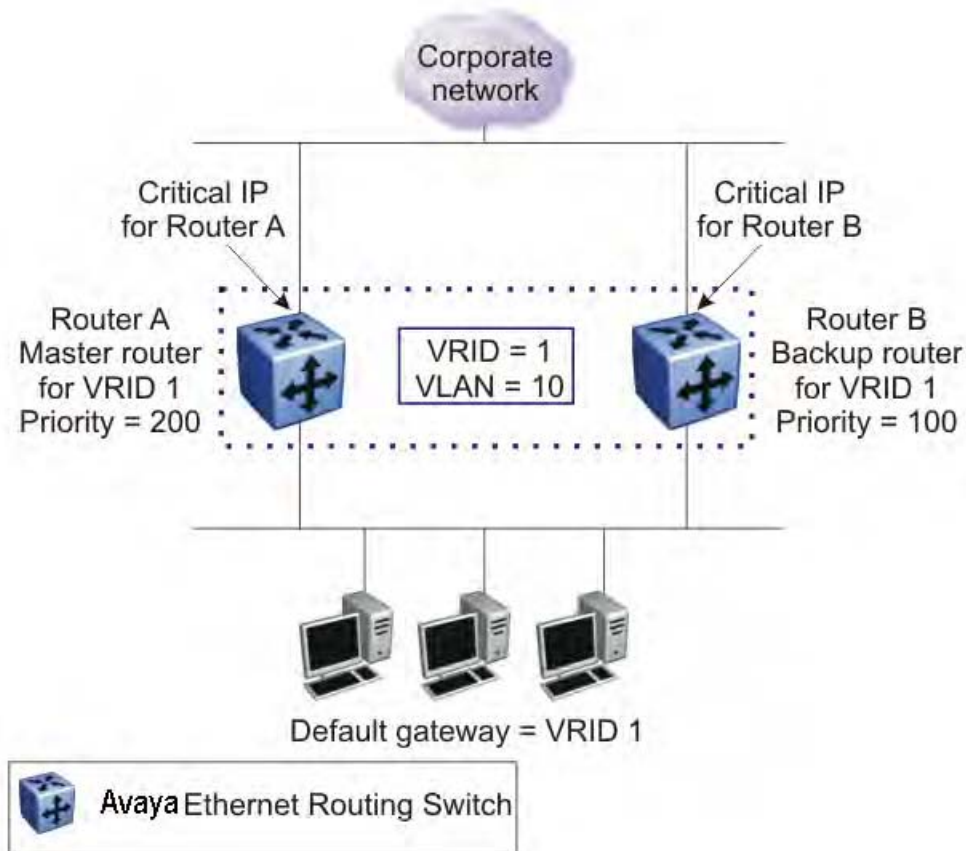 Corporate
network
Critical IP
for Router A
Critical IP
for Router B
Router A
Master router
for VRID 1
Priority = 200
VRID = 1
VLAN = 10
Router B
Backup router
for VRID 1
Priority = 100
Default gateway = VRID 1
Avaya Ethernet Routing Switch